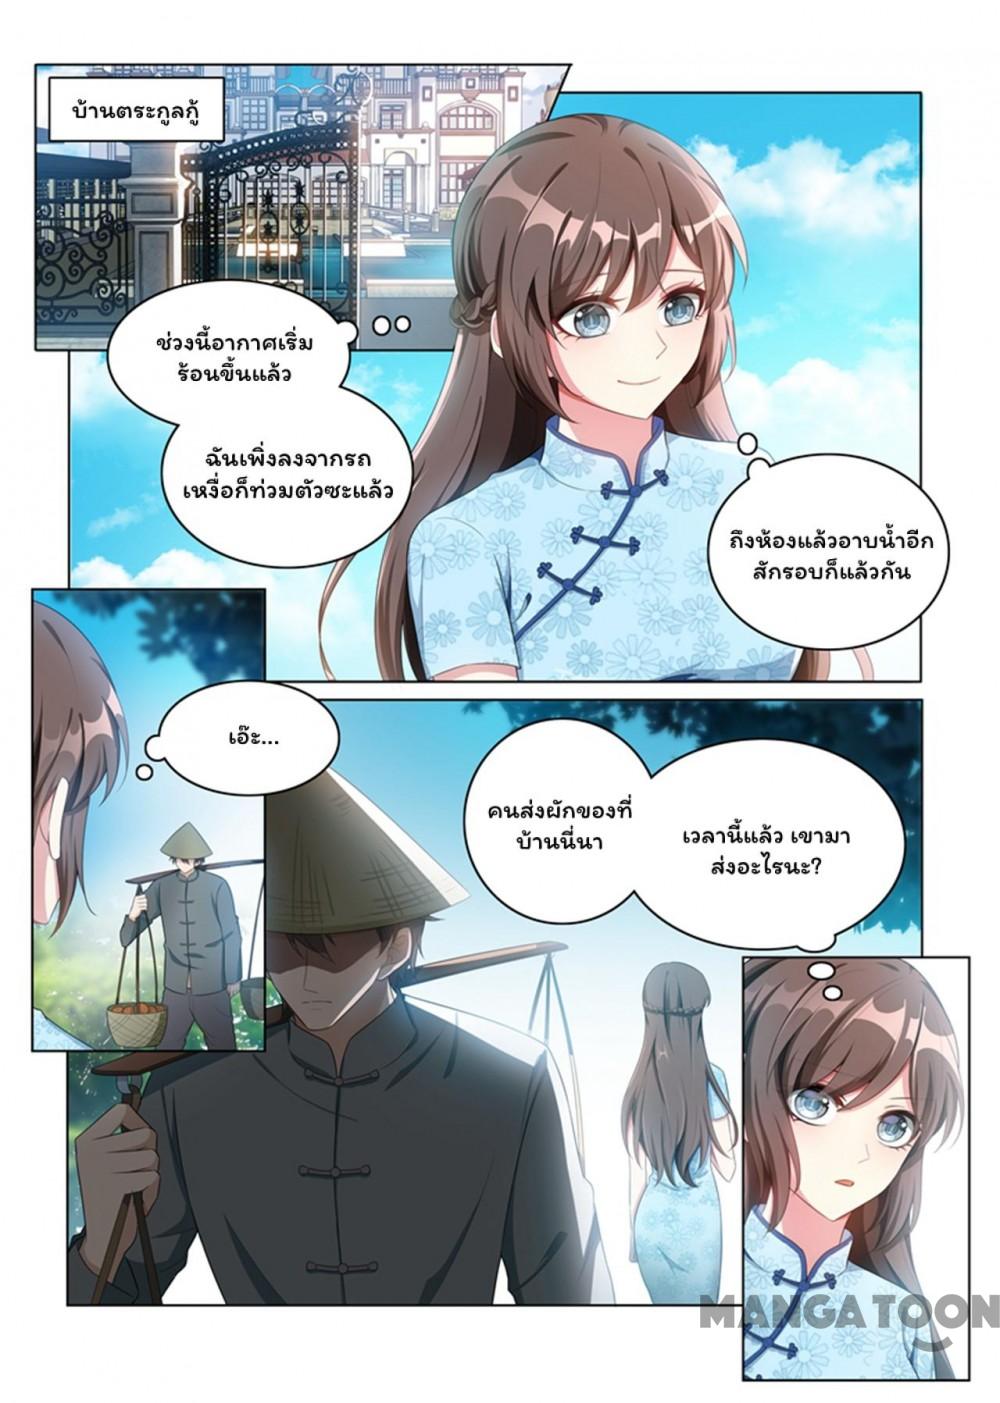 บ้านตระกูลกู้
ช่วงนี้อากาศเริ่ม
ร้อนขึ้นแล้ว
ฉันเพิ่งลงจากรถ
เหงื่อก็ท่วมตัวซะแล้ว
ถึงห้องแล้วอาบน้ำอีก
สักรอบก็แล้วกัน
เอ๊ะ...
คนส่งผักของที่
บ้านนี่นา
เวลานี้แล้ว เขามา
ส่งอะไรนะ?
MANGATOON